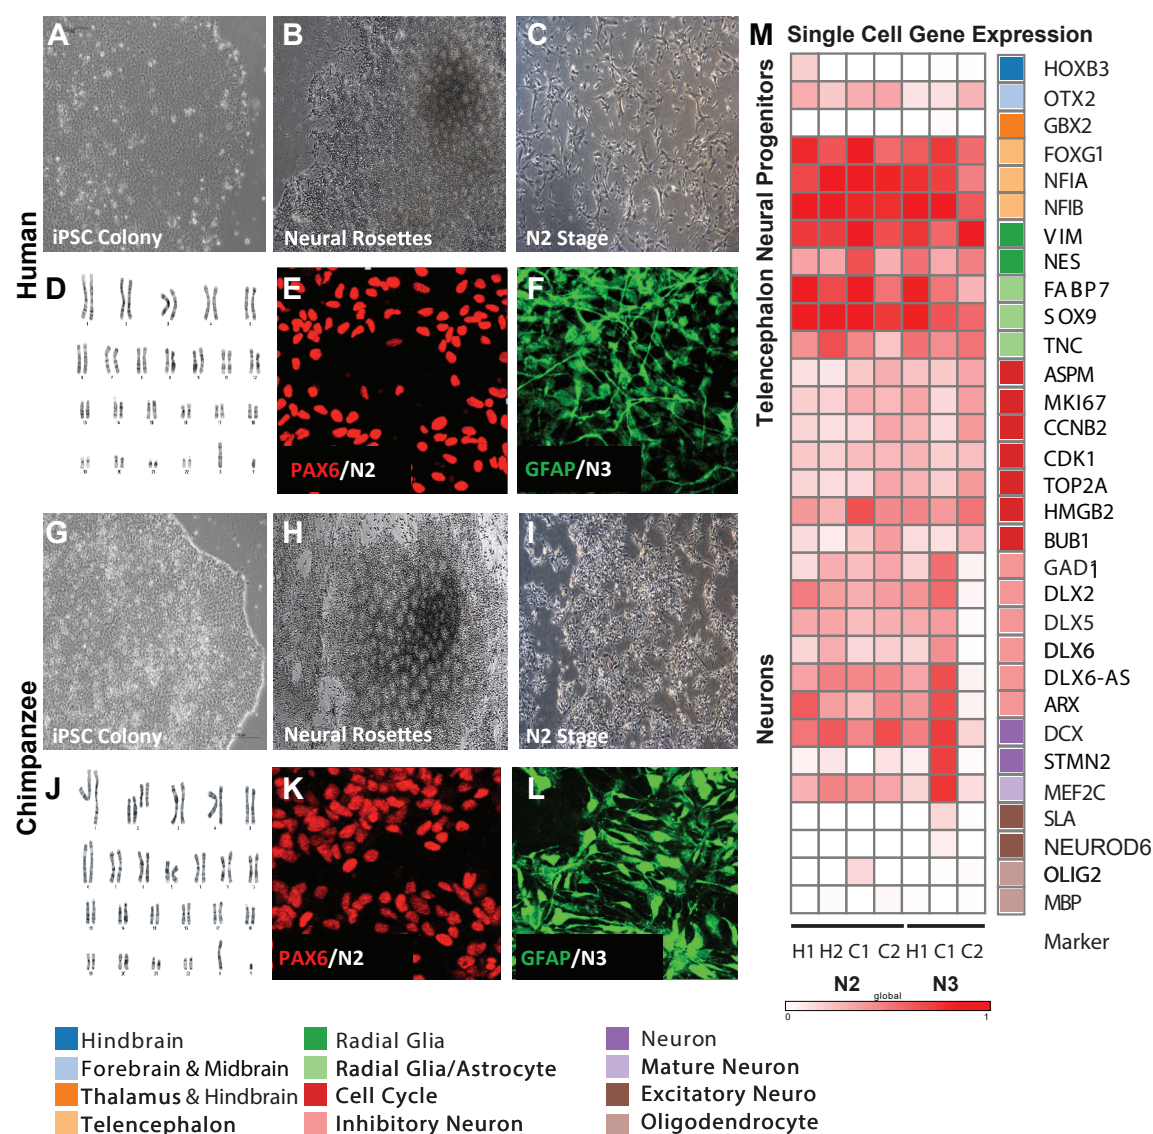 A
B
C
iPSC Colony
Neural Rosettes
N2 Stage
Human
D
E
F
PAX6/N2
GFAP/N3
G
H
I
iPSC Colony
Neural Rosettes
N2 Stage
Chimpanzee
J
K
L
PAX6/N2
GFAP/N3
M Single Cell Gene Expression
Telencephalon Neural Progenitors
Neurons
HOXB3
OTX2
GBX2
FOXG1
NFIA
NFIB
VIM
NES
FABP7
SOX9
TNC
ASPM
MKI67
CCNB2
CDK1
TOP2A
HMGB2
BUB1
GAD1
DLX2
DLX5
DLX6
DLX6-AS
ARX
DCX
STMN2
MEF2C
SLA
NEUROD6
OLIG2
MBP
Marker
H1 H2 C1 C2 H1 C1 C2
N2 N3
global
0 1
Hindbrain
Forebrain & Midbrain
Thalamus & Hindbrain
Telencephalon
Radial Glia
Radial Glia/Astrocyte
Cell Cycle
Inhibitory Neuron
Neuron
Mature Neuron
Excitatory Neuro
Oligodendrocyte